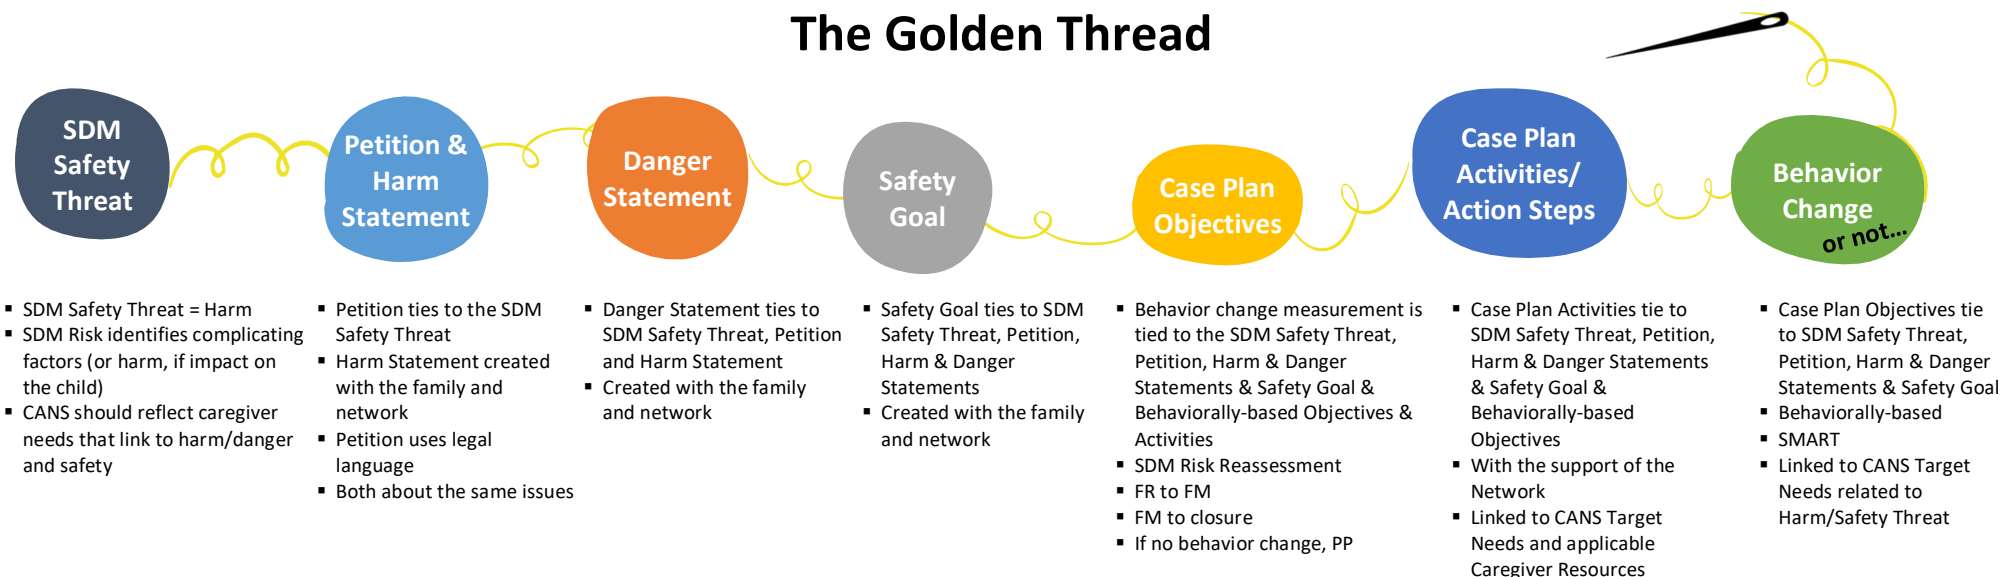 The Golden Thread
SDM
Safety
Threat
Petition &
Harm
Statement
Danger
Statement
Safety
Goal
Case Plan
Objectives
Case Plan
Activities/
Action Steps
Behavior
Change
or not...
▪ SDM Safety Threat = Harm
▪ SDM Risk identifies complicating
factors (or harm, if impact on
the child)
▪ CANS should reflect caregiver
needs that link to harm/danger
and safety
▪ Petition ties to the SDM
Safety Threat
▪ Harm Statement created
with the family and
network
▪ Petition uses legal
language
▪ Both about the same issues
▪ Danger Statement ties to
SDM Safety Threat, Petition
and Harm Statement
▪ Created with the family
and network
▪ Safety Goal ties to SDM
Safety Threat, Petition,
Harm & Danger
Statements
▪ Created with the family
and network
▪ Behavior change measurement is
tied to the SDM Safety Threat,
Petition, Harm & Danger
Statements & Safety Goal &
Behaviorally-based Objectives &
Activities
▪ SDM Risk Reassessment
▪ FR to FM
▪ FM to closure
▪ If no behavior change, PP
▪ Case Plan Activities tie to
SDM Safety Threat, Petition,
Harm & Danger Statements
& Safety Goal &
Behaviorally-based
Objectives
▪ With the support of the
Network
▪ Linked to CANS Target
Needs and applicable
Caregiver Resources
▪ Case Plan Objectives tie
to SDM Safety Threat,
Petition, Harm & Danger
Statements & Safety Goal
▪ Behaviorally-based
▪ SMART
▪ Linked to CANS Target
Needs related to
Harm/Safety Threat